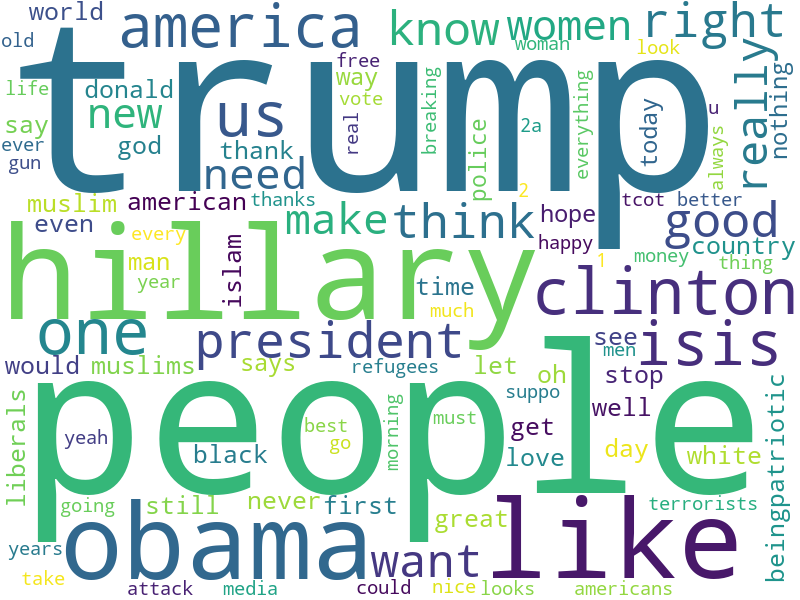 world
america
know
women
right
old
trump
free
woman
look
life
donald
way
say
new
us
vote
real
breaking
police
2a
everything
today
u
always
really
nothing
ever
god
thank
gun
need
2
muslim
american
thanks
make
think
hope
tcot
better
good
even
every
hillary
happy
country
man
islam
1
money
thing
year
time
much
clinton
one
president
see
isis
men
would
muslims
says
refugees
let
oh
stop
suppo
liberals
people
well
beingpatriotic
yeah
best
go
morning
must
get
black
love
day
white
going
still
never
first
great
terrorists
like
years
obama
want
take
attack
media
could
nice
looks
americans